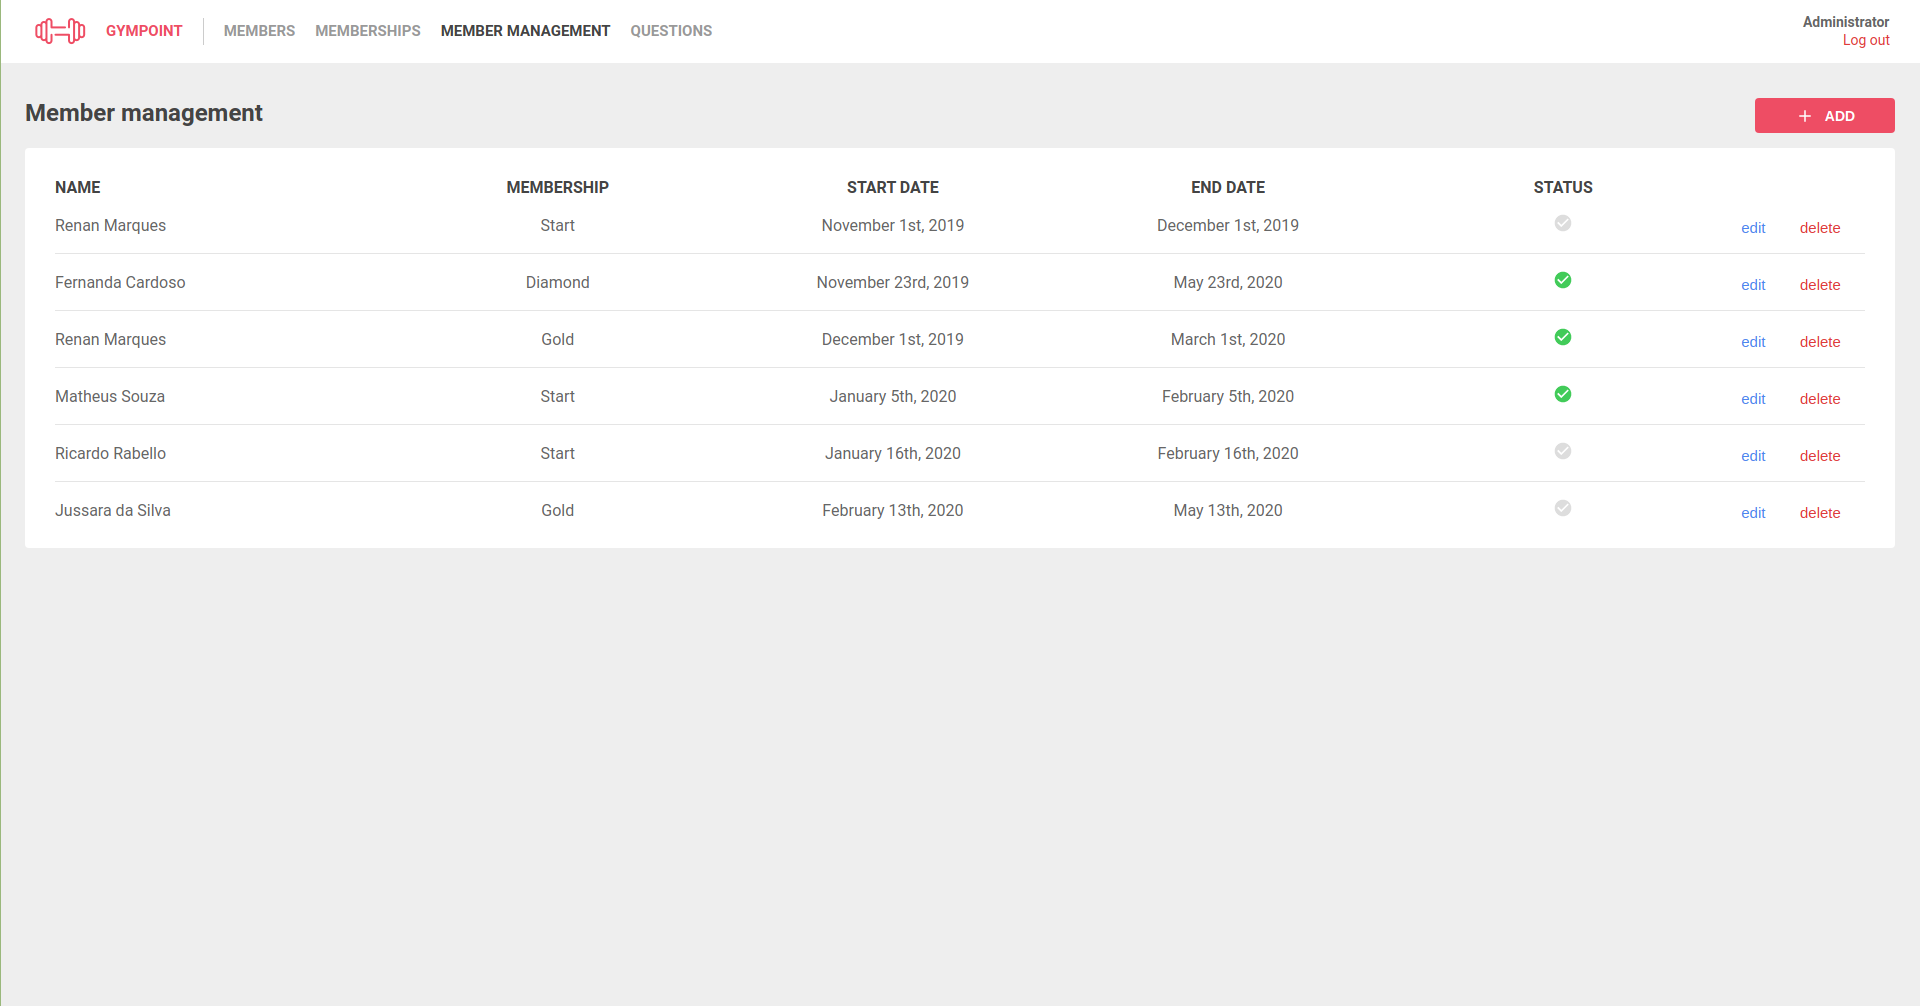 GYMPOINT MEMBERS MEMBERSHIPS MEMBER MANAGEMENT QUESTIONS Administrator
Log out
Member management
+ ADD
NAME MEMBERSHIP START DATE END DATE STATUS
Renan Marques Start November 1st, 2019 December 1st, 2019 edit delete
Fernanda Cardoso Diamond November 23rd, 2019 May 23rd, 2020 edit delete
Renan Marques Gold December 1st, 2019 March 1st, 2020 edit delete
Matheus Souza Start January 5th, 2020 February 5th, 2020 edit delete
Ricardo Rabello Start January 16th, 2020 February 16th, 2020 edit delete
Jussara da Silva Gold February 13th, 2020 May 13th, 2020 edit delete